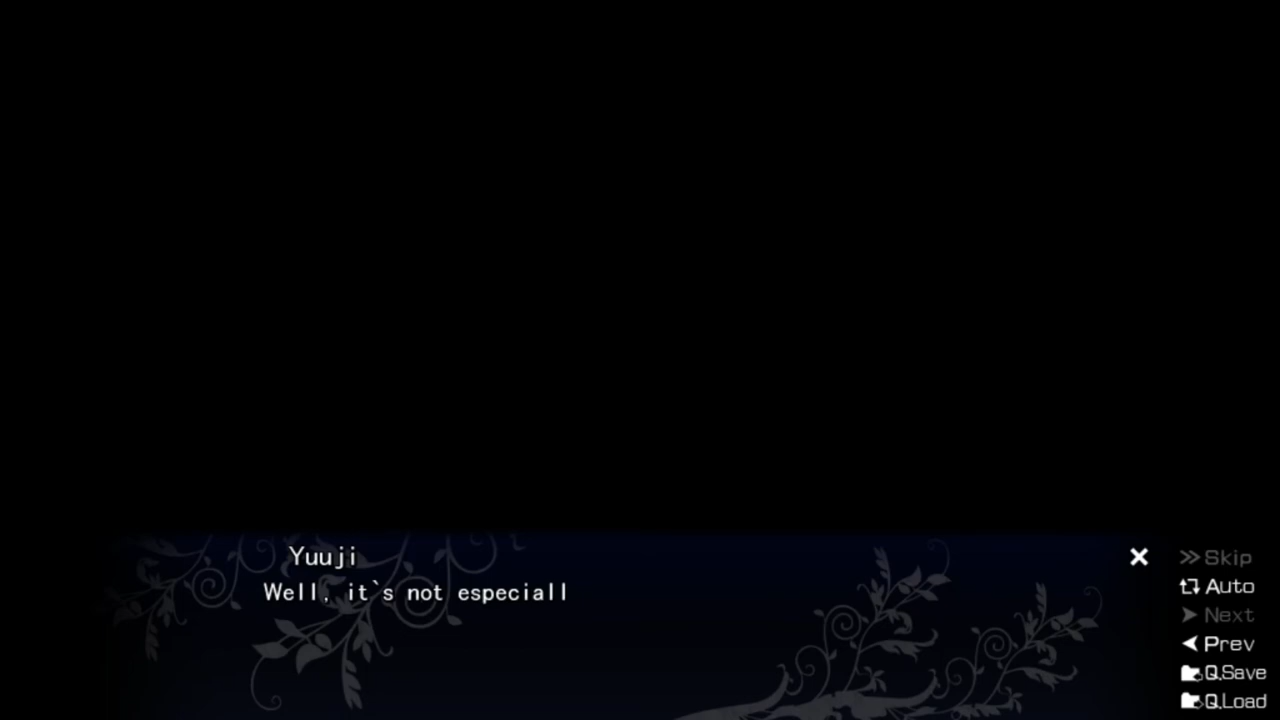 Yuuji
Well, it`s not especiall
Skip
Auto
Next
Prev
Q.Save
Q.Load